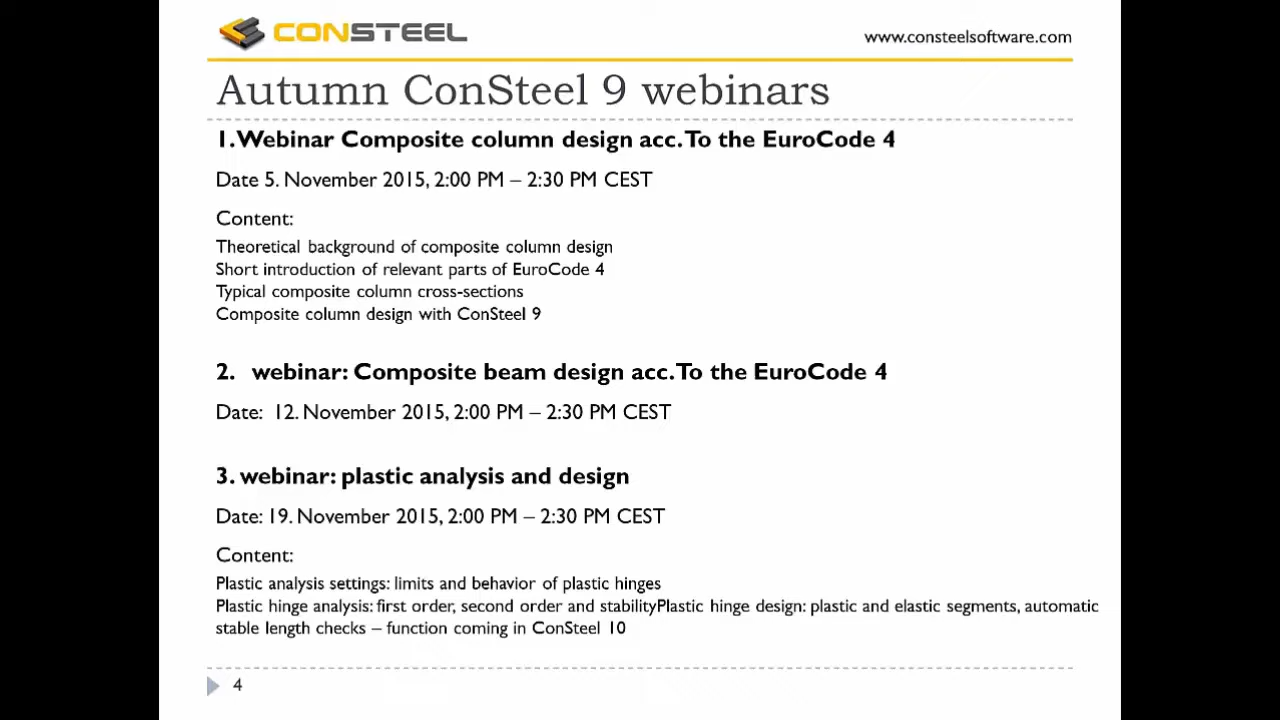 CONSTEEL
www.consteelsoftware.com
Autumn ConSteel 9 webinars
1. Webinar Composite column design acc. To the EuroCode 4
Date 5. November 2015, 2:00 PM – 2:30 PM CEST
Content:
Theoretical background of composite column design
Short introduction of relevant parts of EuroCode 4
Typical composite column cross-sections
Composite column design with ConSteel 9
2. webinar: Composite beam design acc. To the EuroCode 4
Date: 12. November 2015, 2:00 PM – 2:30 PM CEST
3. webinar: plastic analysis and design
Date: 19. November 2015, 2:00 PM – 2:30 PM CEST
Content:
Plastic analysis settings: limits and behavior of plastic hinges
Plastic hinge analysis: first order, second order and stabilityPlastic hinge design: plastic and elastic segments, automatic
stable length checks – function coming in ConSteel 10
4